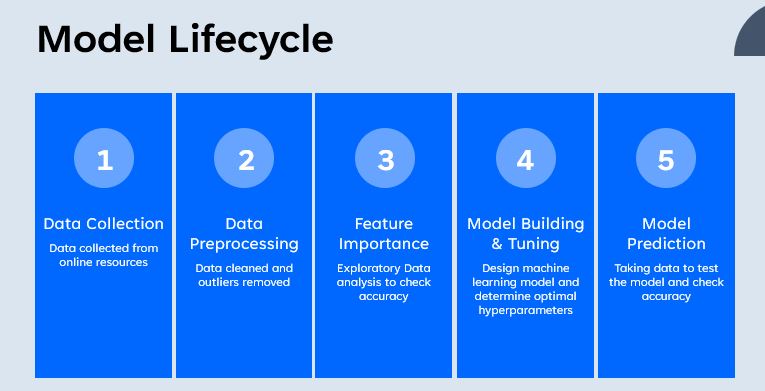 Model Lifecycle
1
Data Collection
Data collected from
online resources
2
Data
Preprocessing
Data cleaned and
outliers removed
3
Feature
Importance
Exploratory Data
analysis to check
accuracy
4
Model Building
& Tuning
Design machine
learning model and
determine optimal
hyperparameters
5
Model
Prediction
Taking data to test
the model and check
accuracy